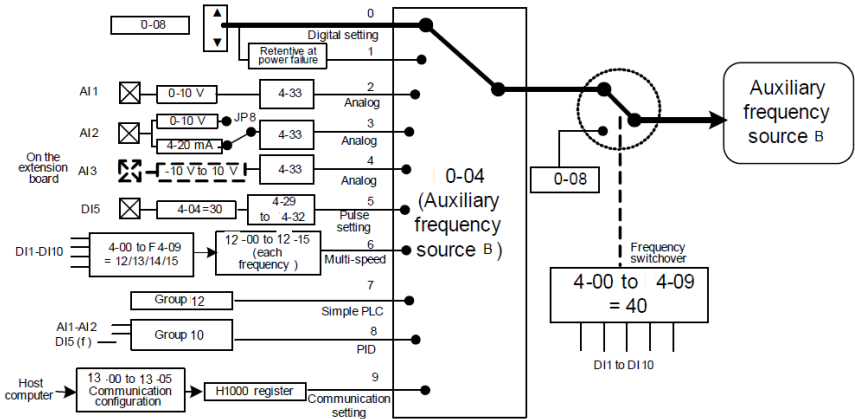 0-08
0
Digital setting
Retentive at
power failure
1
AI1
0-10 V
4-33
2
Analog
AI2
0-10 V
4-20 mA
JP8
4-33
3
Analog
On the
extension
board
AI3
-10 V to 10 V
4-33
4
Analog
DI5
4-04=30
4-29
to 4-32
5
Pulse
setting
DI1-DI10
4-00 to F4-09
= 12/13/14/15
12 -00 to 12 -15
(each
frequency )
6
Multi-speed
Group 12
7
Simple PLC
AI1-AI2
DI5 (f )
Group 10
8
PID
Host
computer
13 -00 to 13 -05
Communication
configuration
H1000 register
9
Communication
setting
0-04
(Auxiliary
frequency
source B )
0-08
Frequency
switchover
4-00 to 4-09
= 40
DI1 to DI10
Auxiliary
frequency
source B